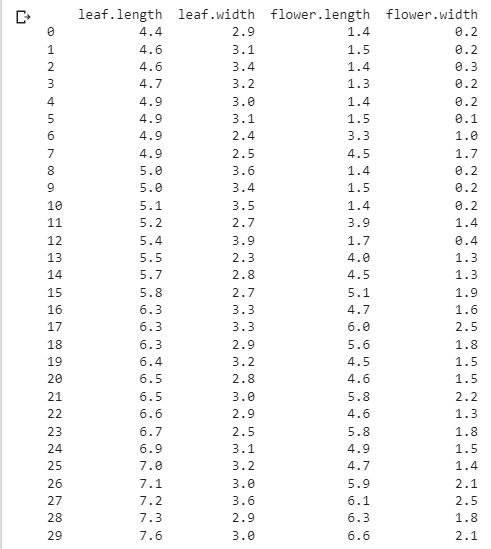 leaf.length leaf.width flower.length flower.width
0 4.4 2.9 1.4 0.2
1 4.6 3.1 1.5 0.2
2 4.6 3.4 1.4 0.3
3 4.7 3.2 1.3 0.2
4 4.9 3.0 1.4 0.2
5 4.9 3.1 1.5 0.1
6 4.9 2.4 3.3 1.0
7 4.9 2.5 4.5 1.7
8 5.0 3.6 1.4 0.2
9 5.0 3.4 1.5 0.2
10 5.1 3.5 1.4 0.2
11 5.2 2.7 3.9 1.4
12 5.4 3.9 1.7 0.4
13 5.5 2.3 4.0 1.3
14 5.7 2.8 4.5 1.3
15 5.8 2.7 5.1 1.9
16 6.3 3.3 4.7 1.6
17 6.3 3.3 6.0 2.5
18 6.3 2.9 5.6 1.8
19 6.4 3.2 4.5 1.5
20 6.5 2.8 4.6 1.5
21 6.5 3.0 5.8 2.2
22 6.6 2.9 4.6 1.3
23 6.7 2.5 5.8 1.8
24 6.9 3.1 4.9 1.5
25 7.0 3.2 4.7 1.4
26 7.1 3.0 5.9 2.1
27 7.2 3.6 6.1 2.5
28 7.3 2.9 6.3 1.8
29 7.6 3.0 6.6 2.1